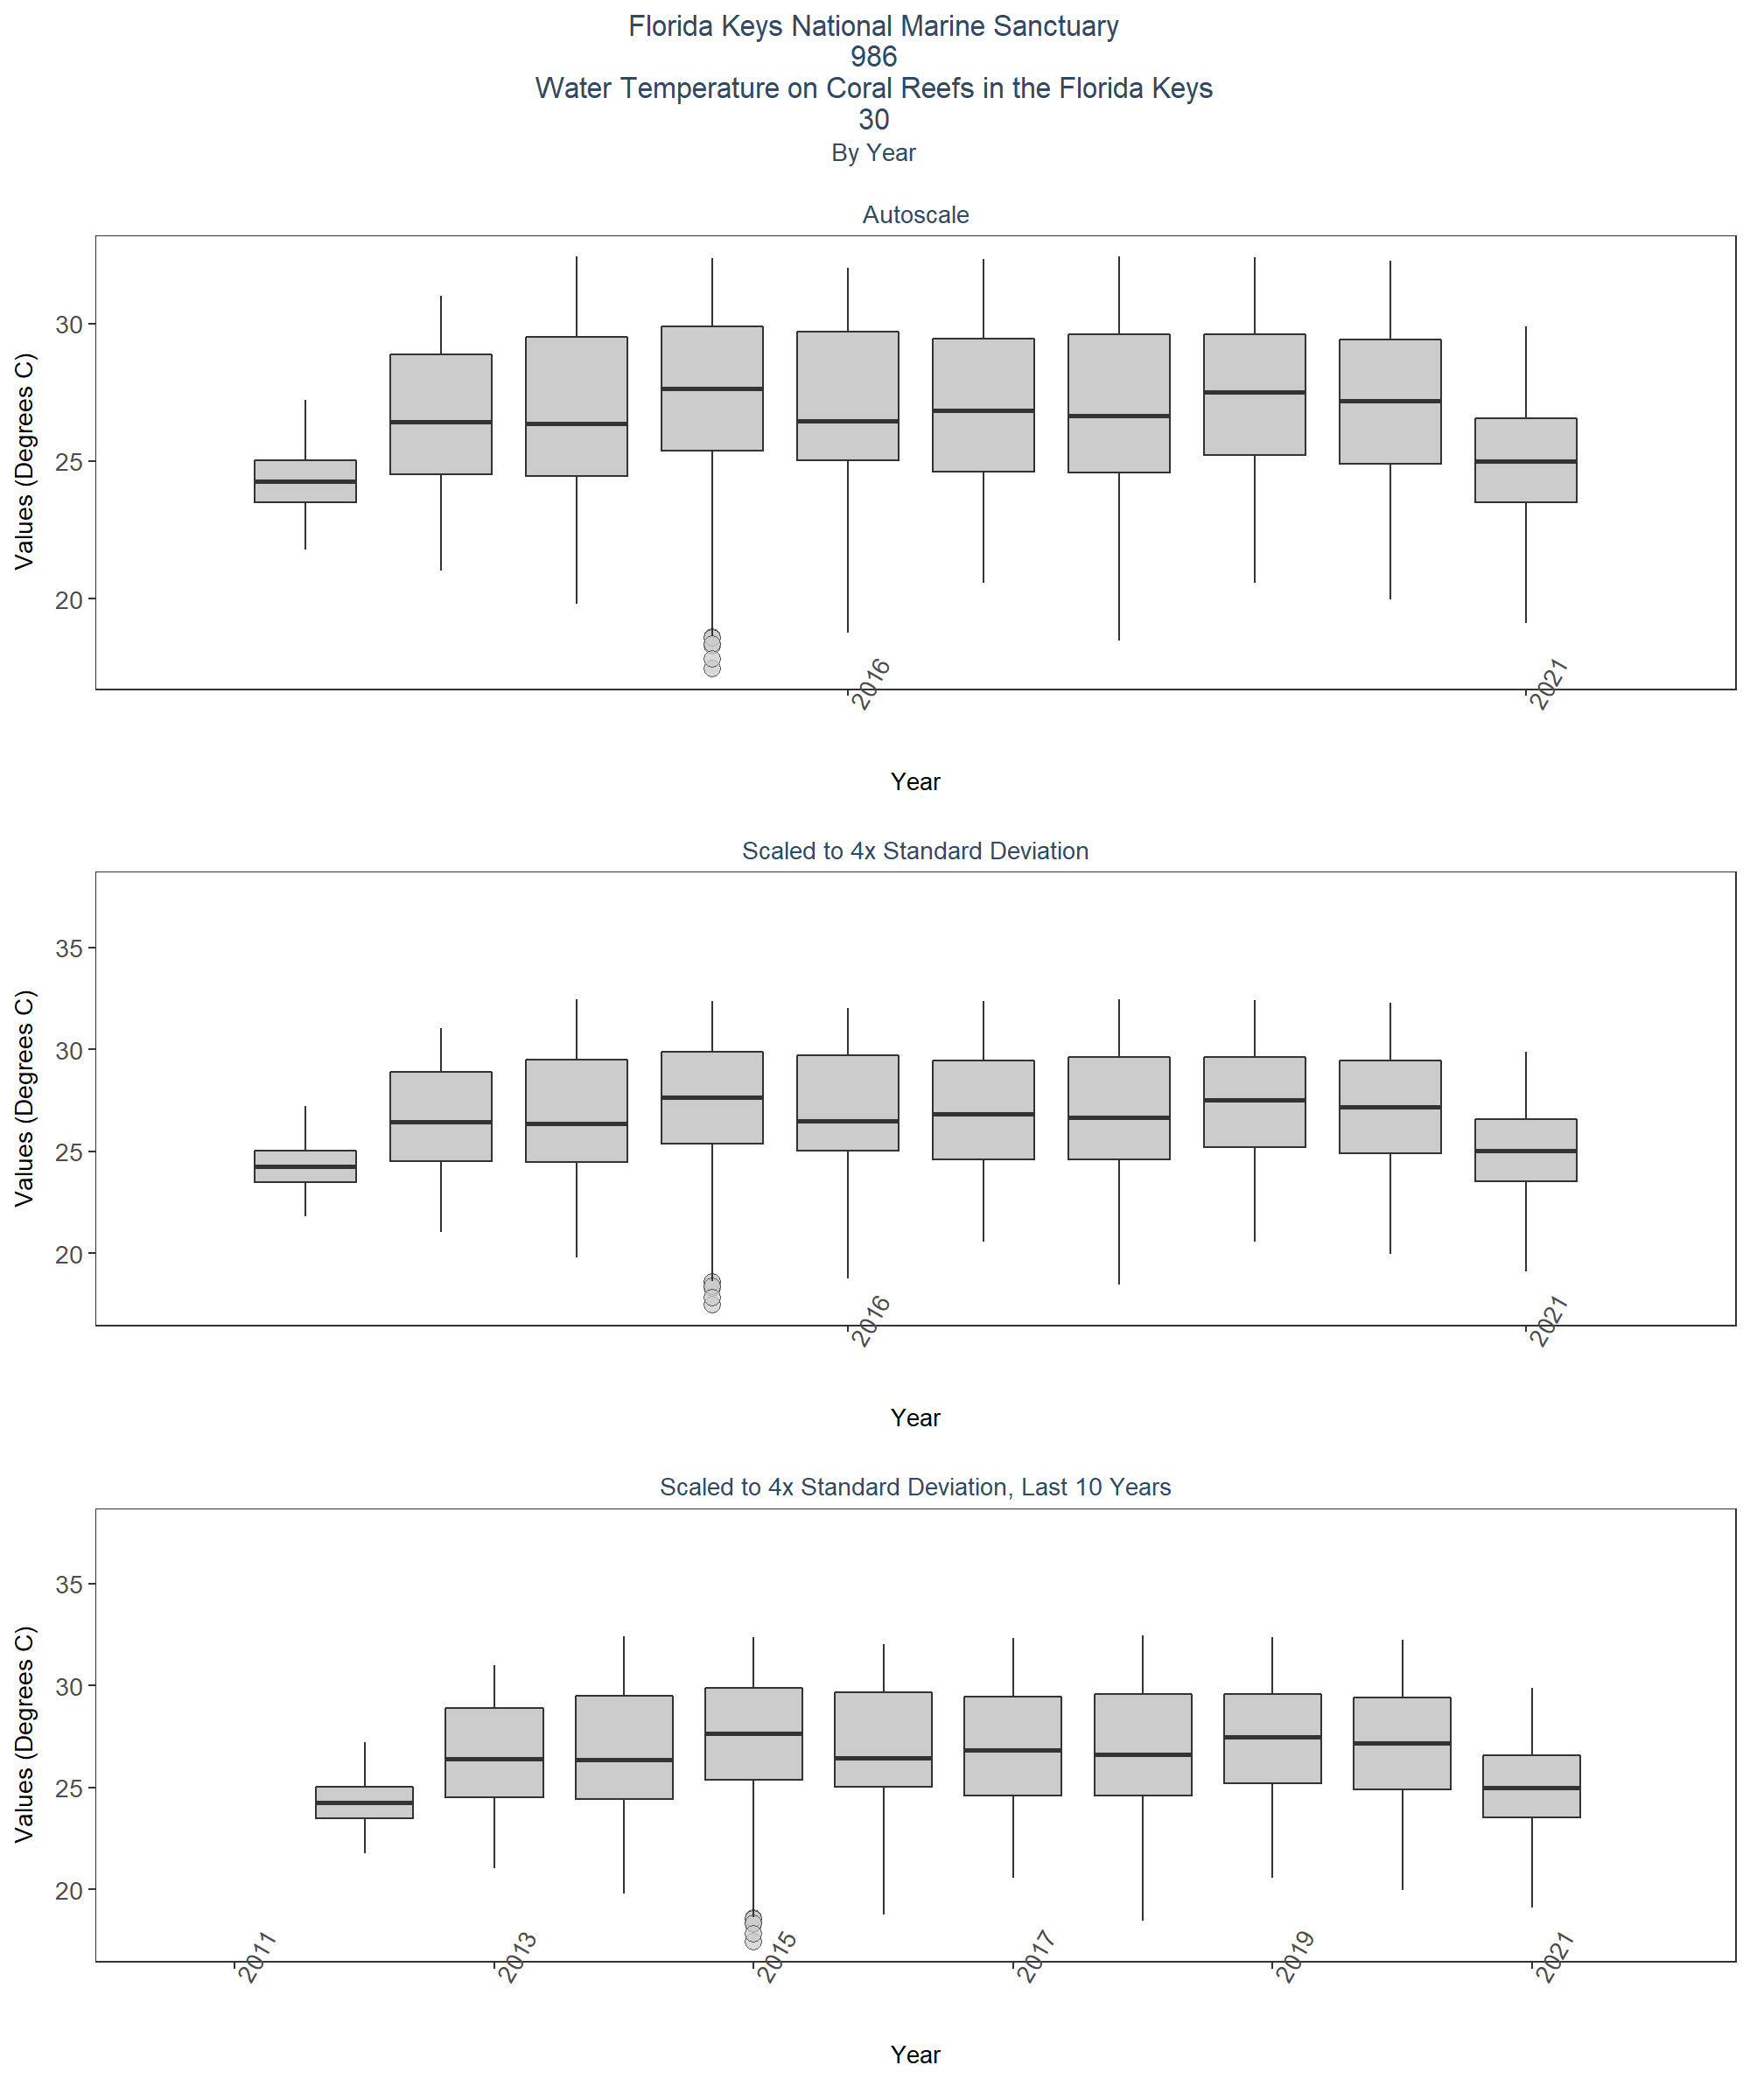 Florida Keys National Marine Sanctuary
986
Water Temperature on Coral Reefs in the Florida Keys
30
By Year
Autoscale
Values (Degrees C)
30
25
20
2016
2021
Year
Scaled to 4x Standard Deviation
Values (Degrees C)
35
30
25
20
2016
2021
Year
Scaled to 4x Standard Deviation, Last 10 Years
Values (Degrees C)
35
30
25
20
2011
2013
2015
2017
2019
2021
Year